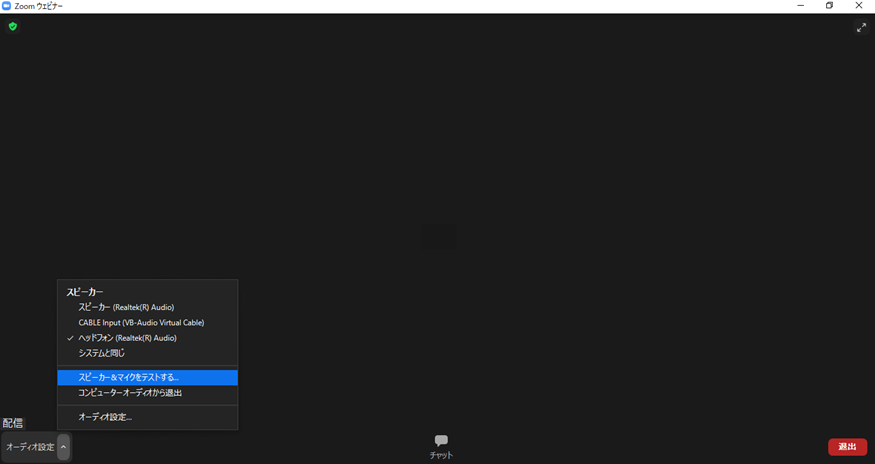 Zoom ウェビナー
スピーカー
スピーカー (Realtek(R) Audio)
CABLE Input (VB-Audio Virtual Cable)
ヘッドフォン (Realtek(R) Audio)
システムと同じ
スピーカー&マイクをテストする...
コンピューターオーディオから退出
オーディオ設定...
配信
オーディオ設定
チャット
退出